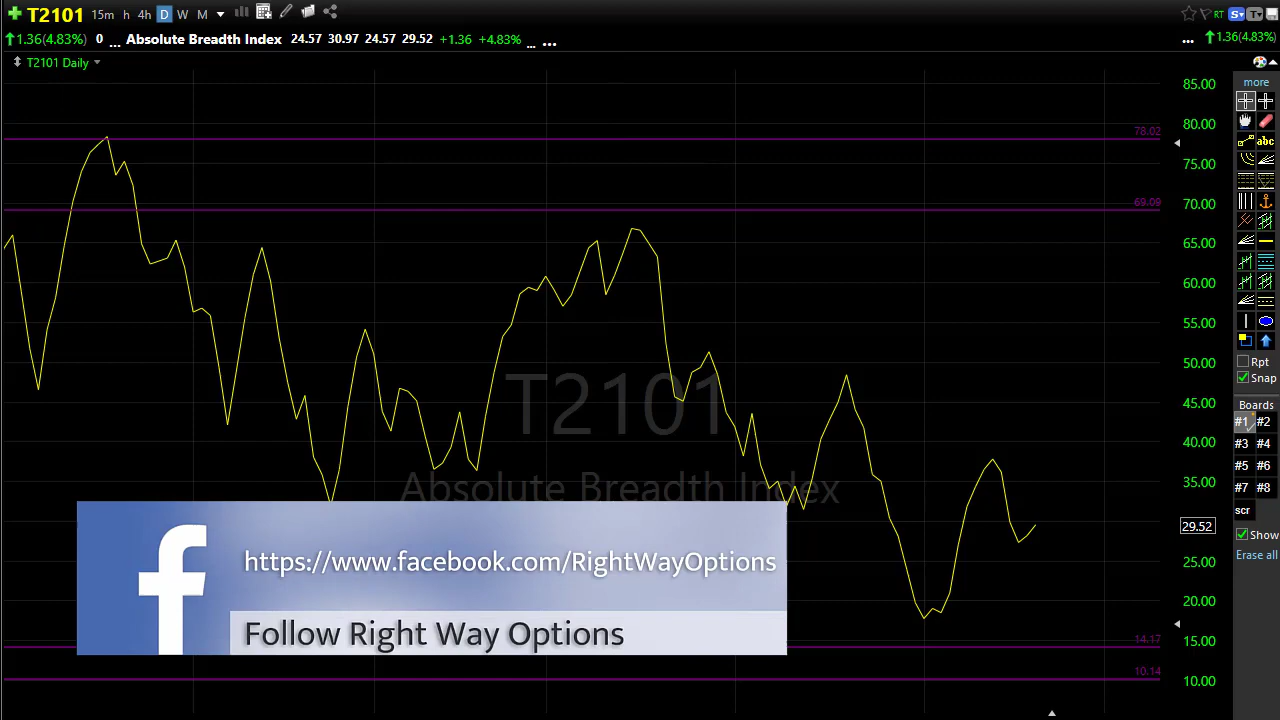 T2101 15m h 4h D W M RT S T
1.36(4.83%) 0 ... Absolute Breadth Index 24.57 30.97 24.57 29.52 +1.36 +4.83% ... ... ... 1.36(4.83%)
T2101 Daily
more
85.00
80.00
78.02
abc
75.00
70.00
69.09
65.00
60.00
55.00
50.00
Rpt
Snap
45.00
T2101
Boards
#1 #2
40.00
#3 #4
35.00
#5 #6
Absolute Breadth Index
#7 #8
scr
29.52
Show
Erase all
25.00
20.00
15.00
14.17
10.14
10.00
f
https://www.facebook.com/RightWayOptions
Follow Right Way Options